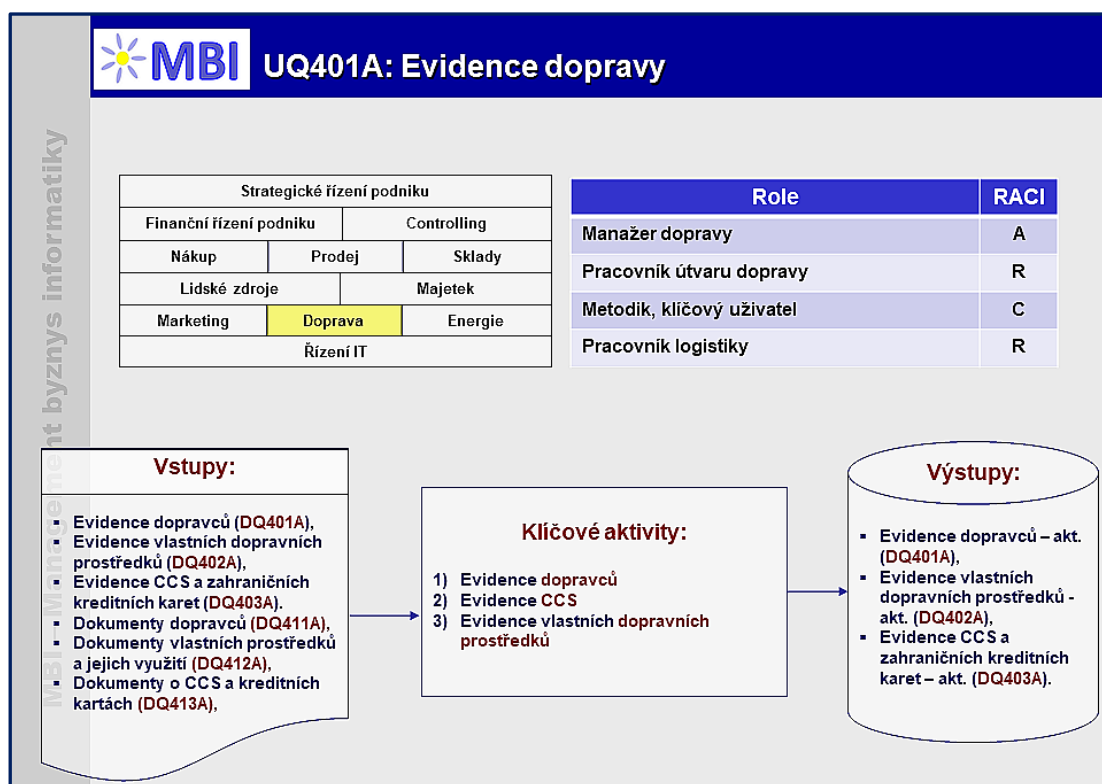 MBI
UQ401A: Evidence dopravy
MBI – Management byznys informatiky
Strategické řízení podniku
Finanční řízení podniku
Controlling
Nákup
Prodej
Sklady
Lidské zdroje
Majetek
Marketing
Doprava
Energie
Řízení IT
Role
RACI
Manažer dopravy
A
Pracovník útvaru dopravy
R
Metodik, klíčový uživatel
C
Pracovník logistiky
R
Vstupy:
▪ Evidence dopravců (DQ401A),
▪ Evidence vlastních dopravních
prostředků (DQ402A),
▪ Evidence CCS a zahraničních
kreditních karet (DQ403A).
▪ Dokumenty dopravců (DQ411A),
▪ Dokumenty vlastních prostředků
a jejich využití (DQ412A),
▪ Dokumenty o CCS a kreditních
kartách (DQ413A),
Klíčové aktivity:
1) Evidence dopravců
2) Evidence CCS
3) Evidence vlastních dopravních
prostředků
Výstupy:
▪ Evidence dopravců – akt.
(DQ401A),
▪ Evidence vlastních
dopravních prostředků -
akt. (DQ402A),
▪ Evidence CCS a
zahraničních kreditních
karet – akt. (DQ403A).